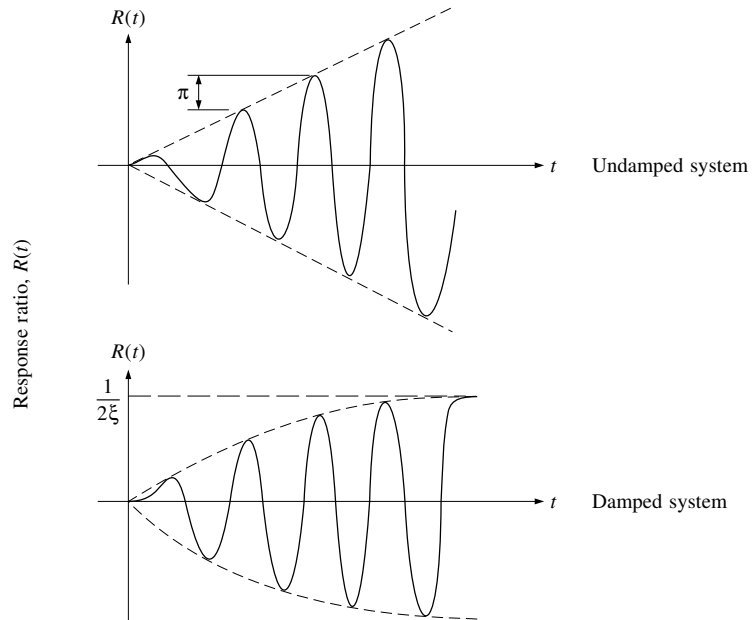 R(t)
π
t
Undamped system
Response ratio, R(t)
R(t)
1
2ξ
t
Damped system